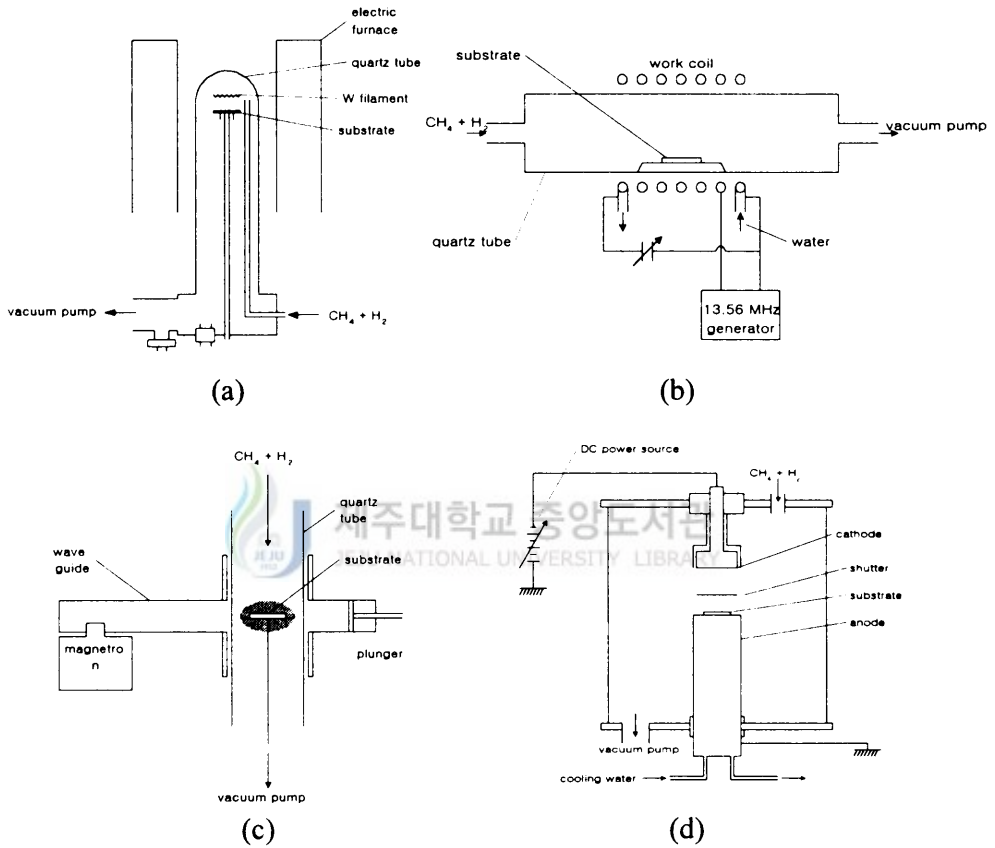 electric
furnace
quartz tube
W filament
substrate
vacuum pump
CH4 + H2
(a)
substrate
work coil
CH4 + H2
vacuum pump
quartz tube
water
13.56 MHz
generator
(b)
CH4 + H2
quartz
tube
wave
guide
substrate
magnetro
n
plunger
vacuum pump
(c)
DC power source
CH4 + H2
cathode
shutter
substrate
anode
vacuum pump
cooling water
(d)
제주대학교 중앙도서관
JEJU NATIONAL UNIVERSITY LIBRARY
JEJU